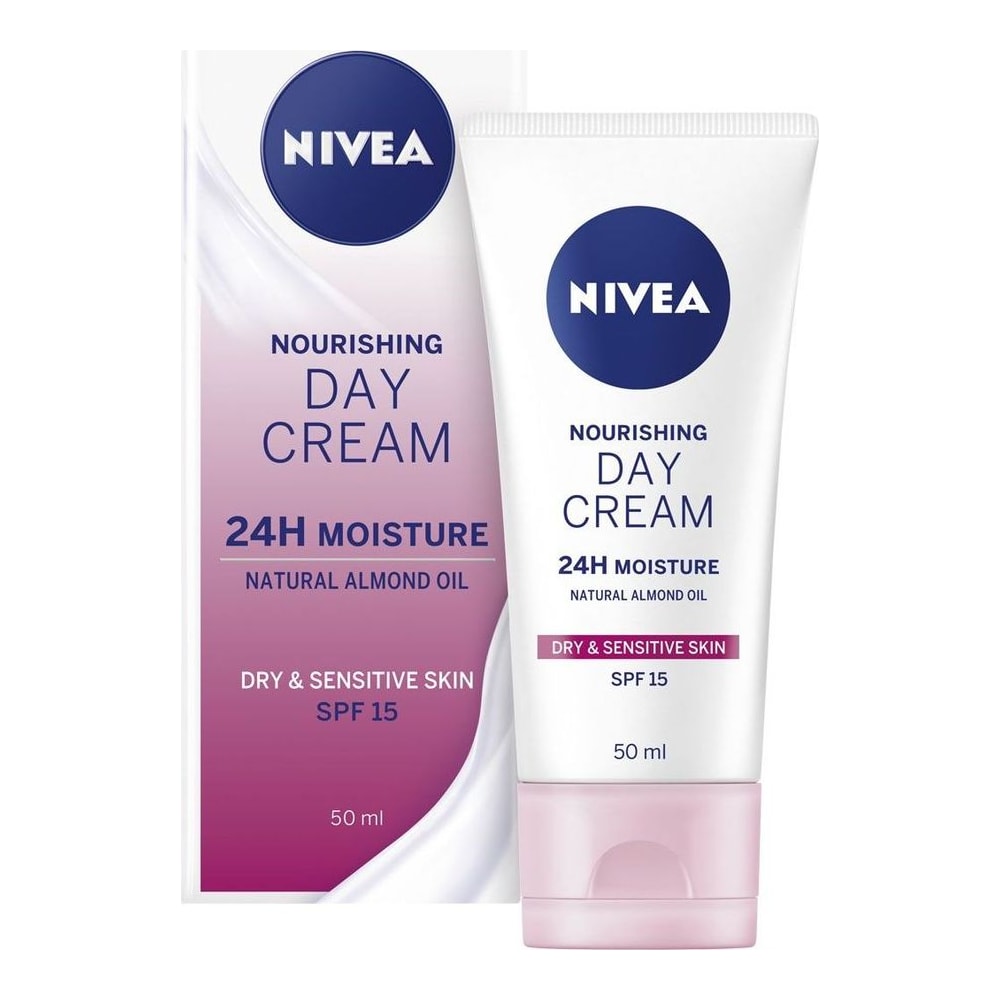 NIVEA
NOURISHING
DAY
CREAM
24H MOISTURE
NATURAL ALMOND OIL
DRY & SENSITIVE SKIN
SPF 15
50 ml
NIVEA
NOURISHING
DAY
CREAM
24H MOISTURE
NATURAL ALMOND OIL
DRY & SENSITIVE SKIN
SPF 15
50 ml